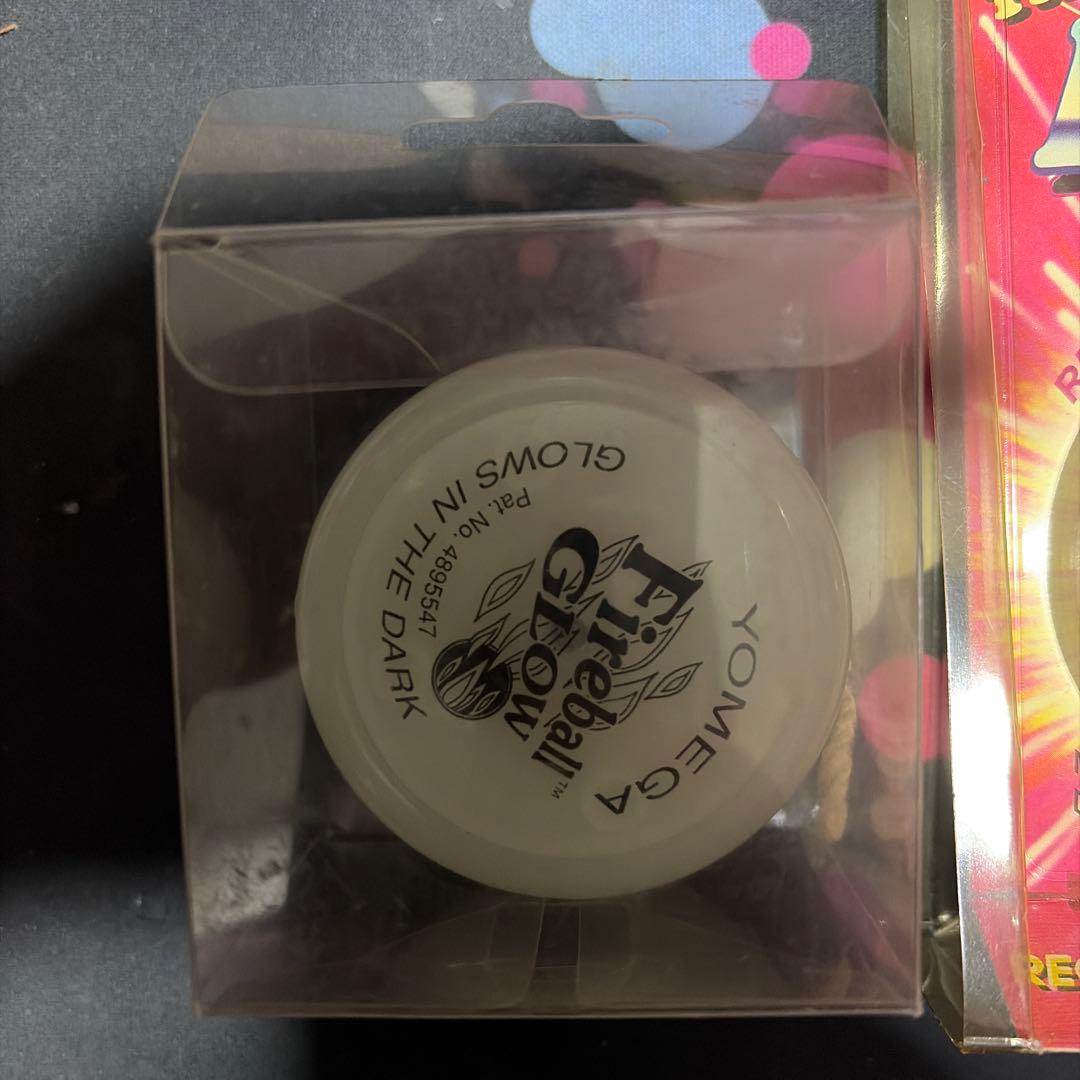 YOMEGA
Fireball™
GLOW
Pat. No. 4895547
GLOWS IN THE DARK